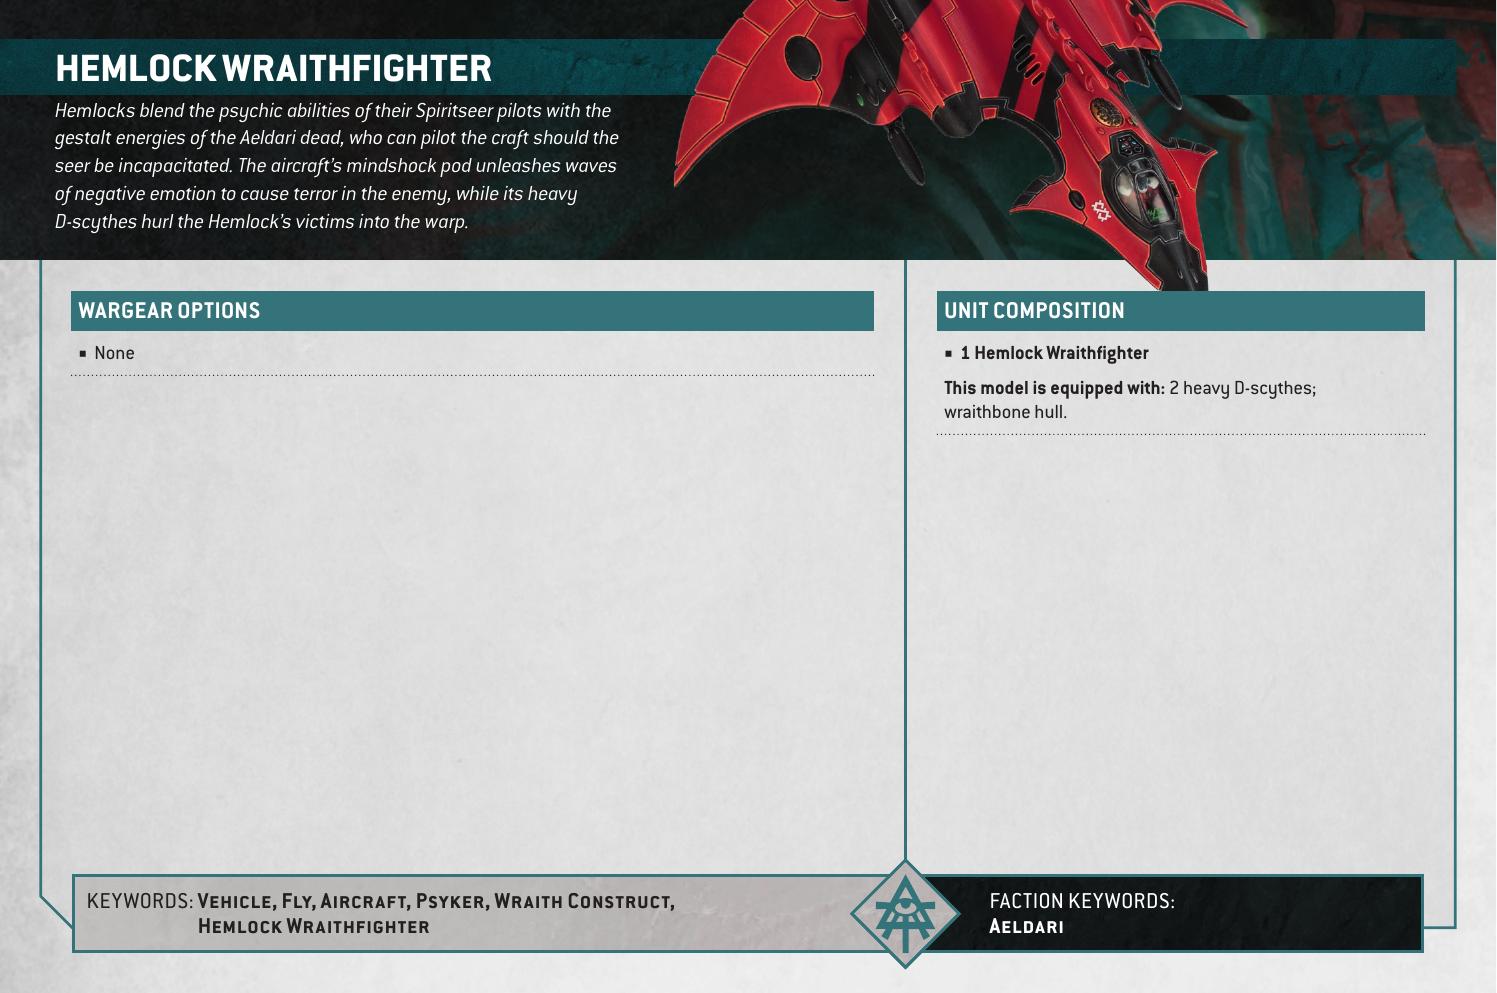 HEMLOCK WRAITHFIGHTER
Hemlocks blend the psychic abilities of their Spiritseer pilots with the
gestalt energies of the Aeldari dead, who can pilot the craft should the
seer be incapacitated. The aircraft’s mindshock pod unleashes waves
of negative emotion to cause terror in the enemy, while its heavy
D-scythes hurl the Hemlock’s victims into the warp.
WARGEAR OPTIONS
▪ None
UNIT COMPOSITION
▪ 1 Hemlock Wraithfighter
This model is equipped with: 2 heavy D-scythes;
wraithbone hull.
KEYWORDS: Vehicle, Fly, Aircraft, Psyker, Wraith Construct,
Hemlock Wraithfighter
FACTION KEYWORDS:
Aeldari